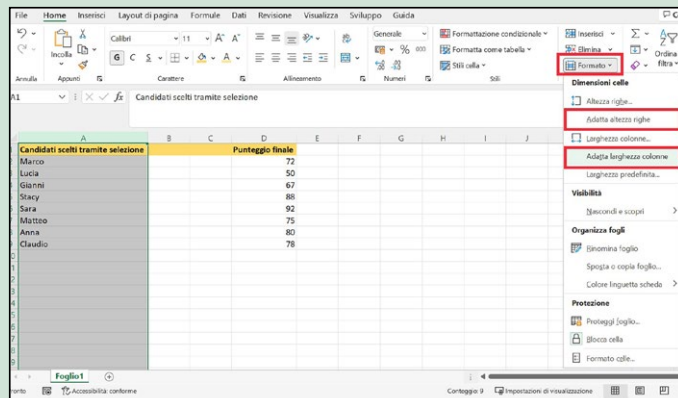 File Home Inserisci Layout di pagina Formule Dati Revisione Visualizza Sviluppo Guida
Calibri 11 A A Generale Formattazione condizionale Inserisci Σ
Incolla G C S A % 000 Formatta come tabella Elimina Ordina
Stili cella Formato filtra
Annulla Appunti Carattere Allineamento Numeri Stili
Dimensioni celle
A1 fx Candidati scelti tramite selezione
Altezza righe...
Adatta altezza righe
Larghezza colonne...
Adatta larghezza colonne
Larghezza predefinita...
Visibilità
Nascondi e scopri
Organizza fogli
Rinomina foglio
Sposta o copia foglio...
Colore linguetta scheda
Protezione
Proteggi foglio...
Blocca cella
Formato celle...
A B C D E F G H I J
Candidati scelti tramite selezione Punteggio finale
Marco 72
Lucia 50
Gianni 67
Stacy 88
Sara 92
Matteo 75
Anna 80
Claudio 78
Foglio1
Accessibilità: conforme Conteggio: 9 Impostazioni di visualizzazione